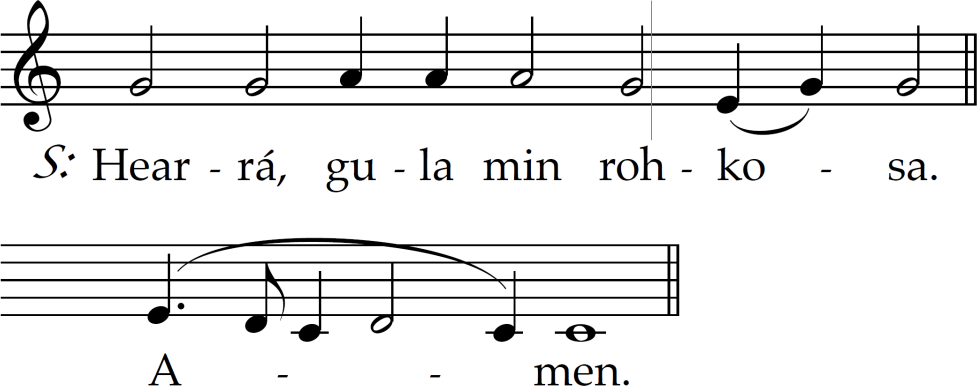 S: Hear - rá, gu - la min roh - ko - sa.
A - - men.